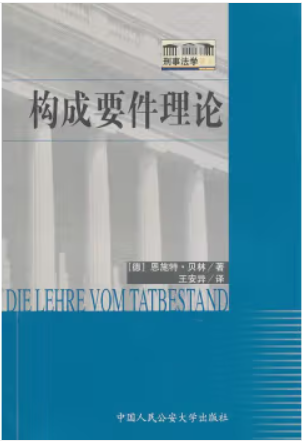 刑事法学
构成要件理论
[德] 恩施特·贝林／著
王安异／译
DIE LEHRE VOM TATBESTAND
中国人民公安大学出版社